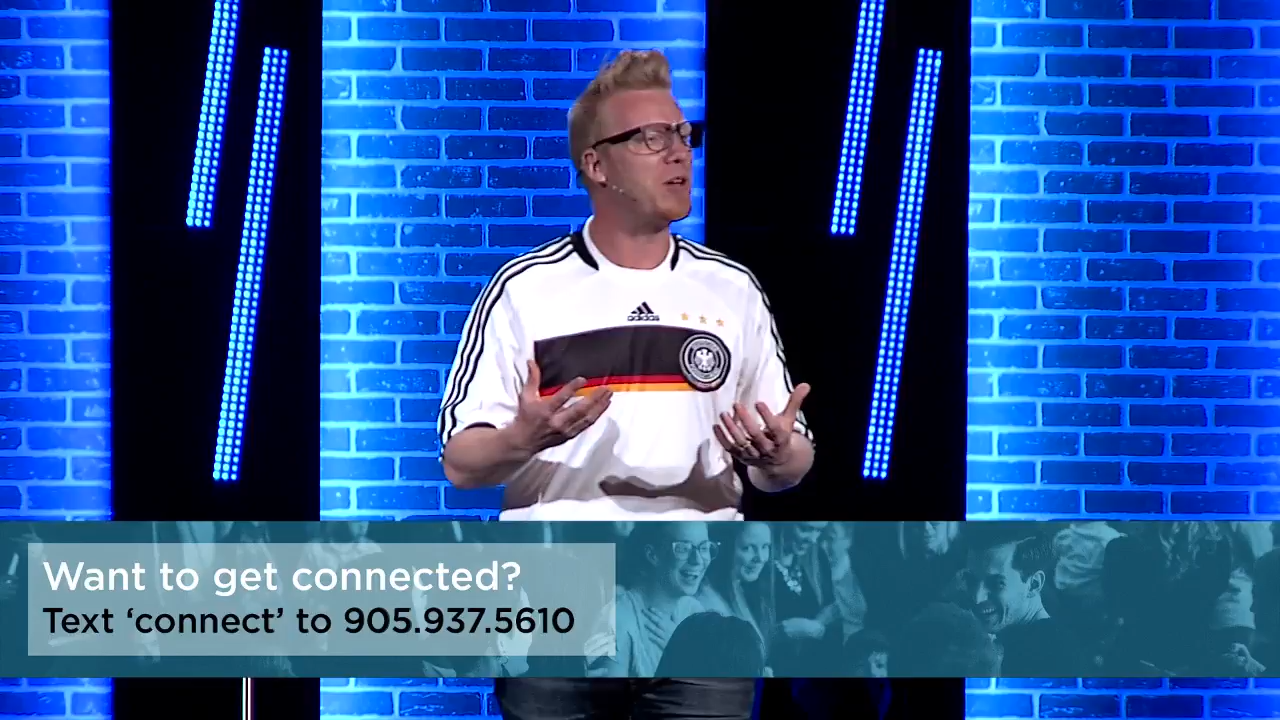 adidas
Want to get connected?
Text ‘connect’ to 905.937.5610